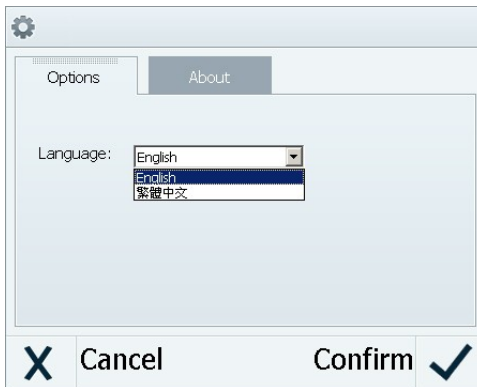 Options About
Language: English
English
繁體中文
Cancel Confirm